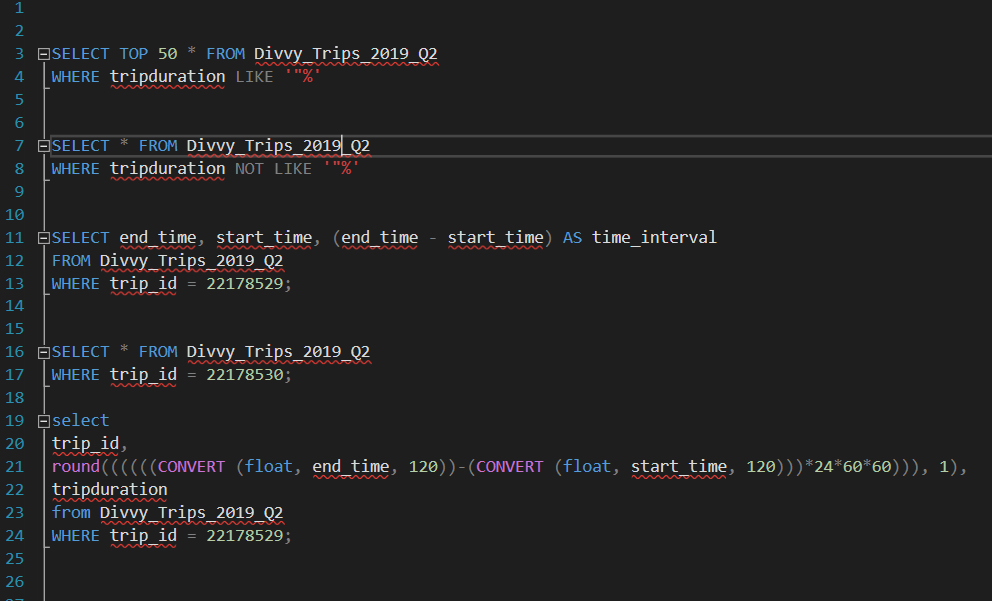 1
2
3 SELECT TOP 50 * FROM Divvy_Trips_2019_Q2
4 WHERE tripduration LIKE '"%'
5
6
7 SELECT * FROM Divvy_Trips_2019_Q2
8 WHERE tripduration NOT LIKE '"%'
9
10
11 SELECT end_time, start_time, (end_time - start_time) AS time_interval
12 FROM Divvy_Trips_2019_Q2
13 WHERE trip_id = 22178529;
14
15
16 SELECT * FROM Divvy_Trips_2019_Q2
17 WHERE trip_id = 22178530;
18
19 select
20 trip_id,
21 round((((((CONVERT (float, end_time, 120))-(CONVERT (float, start_time, 120)))*24*60*60))), 1),
22 tripduration
23 from Divvy_Trips_2019_Q2
24 WHERE trip_id = 22178529;
25
26